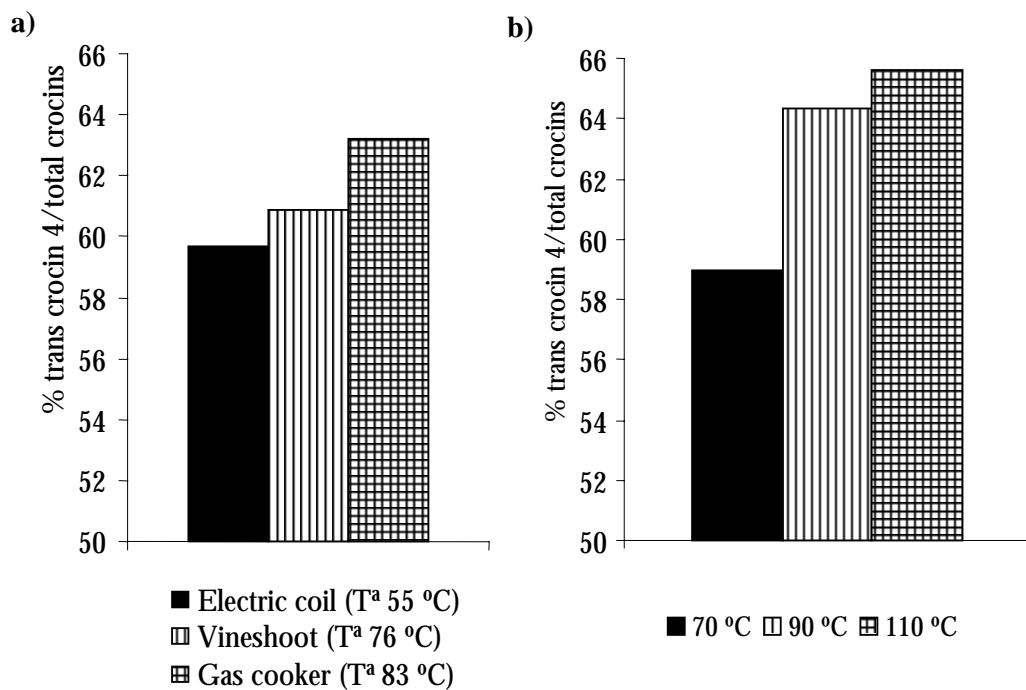 a)
% trans crocin 4/total crocins
66
64
62
60
58
56
54
52
50
Electric coil (Tª 55 ºC)
Vineshoot (Tª 76 ºC)
Gas cooker (Tª 83 ºC)
b)
% trans crocin 4/total crocins
66
64
62
60
58
56
54
52
50
70 ºC 90 ºC 110 ºC